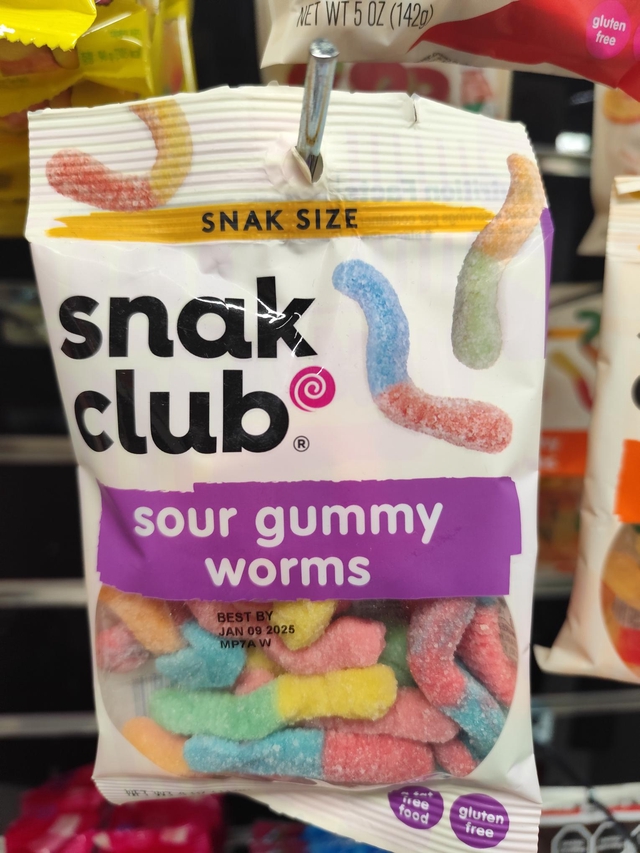 NET WT 5 OZ (142g)
gluten
free
SNAK SIZE
snak
club®
sour gummy
worms
BEST BY
JAN 09 2025
MP7A W
fat
free
food
gluten
free